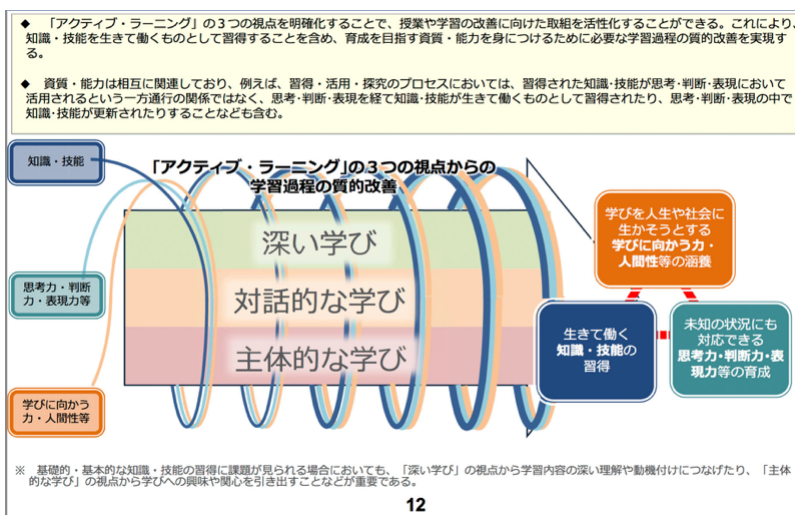 ◆ 「アクティブ・ラーニング」の３つの視点を明確化することで、授業や学習の改善に向けた取組を活性化することができる。これにより、
知識・技能を生きて働くものとして習得することを含め、育成を目指す資質・能力を身につけるために必要な学習過程の質的改善を実現す
る。
◆ 資質・能力は相互に関連しており、例えば、習得・活用・探究のプロセスにおいては、習得された知識・技能が思考・判断・表現において
活用されるという一方通行の関係ではなく、思考・判断・表現を経て知識・技能が生きて働くものとして習得されたり、思考・判断・表現の中で
知識・技能が更新されたりすることなども含む。
知識・技能
「アクティブ・ラーニング」の３つの視点からの
学習過程の質的改善
深い学び
対話的な学び
主体的な学び
思考力・判断
力・表現力等
学びに向かう
力・人間性等
学びを人生や社会に
生かそうとする
学びに向かう力・
人間性等の涵養
生きて働く
知識・技能の
習得
未知の状況にも
対応できる
思考力・判断力・表
現力等の育成
※ 基礎的・基本的な知識・技能の習得に課題が見られる場合においても、「深い学び」の視点から学習内容の深い理解や動機付けにつなげたり、「主体
的な学び」の視点から学びへの興味や関心を引き出すことなどが重要である。
12